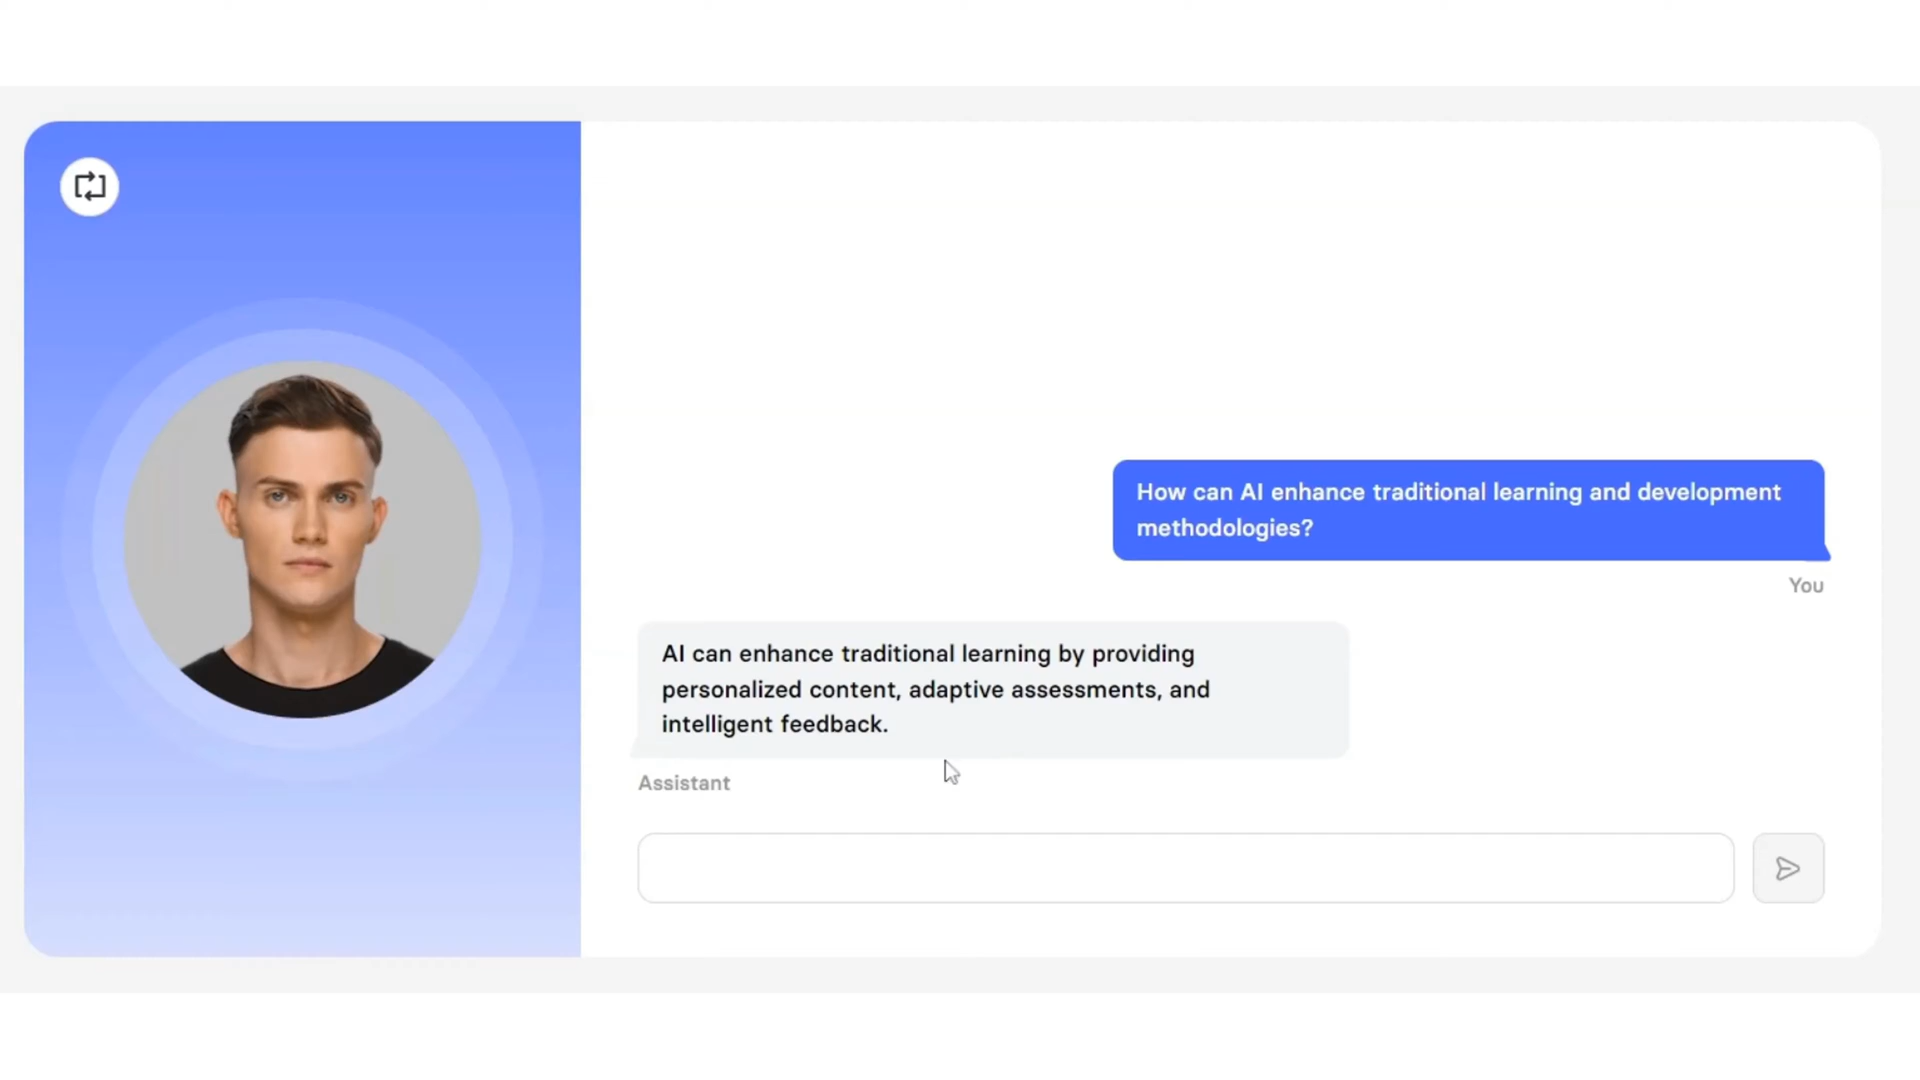 How can AI enhance traditional learning and development
methodologies?
You
AI can enhance traditional learning by providing
personalized content, adaptive assessments, and
intelligent feedback.
Assistant